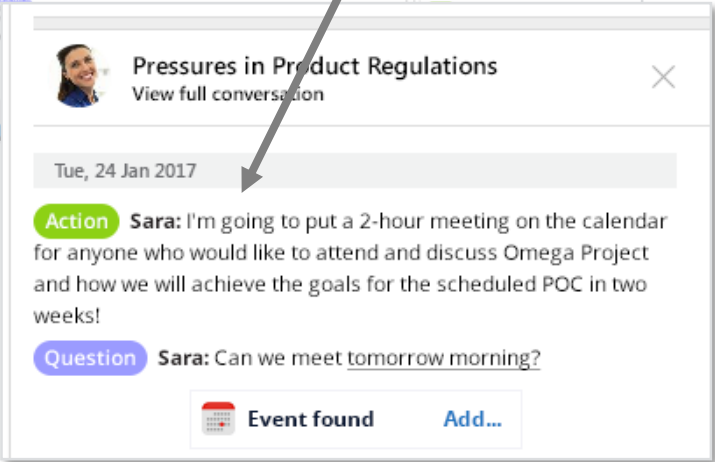 Pressures in Product Regulations
View full conversation
Tue, 24 Jan 2017
Action Sara: I'm going to put a 2-hour meeting on the calendar
for anyone who would like to attend and discuss Omega Project
and how we will achieve the goals for the scheduled POC in two
weeks!
Question Sara: Can we meet tomorrow morning?
Event found Add...